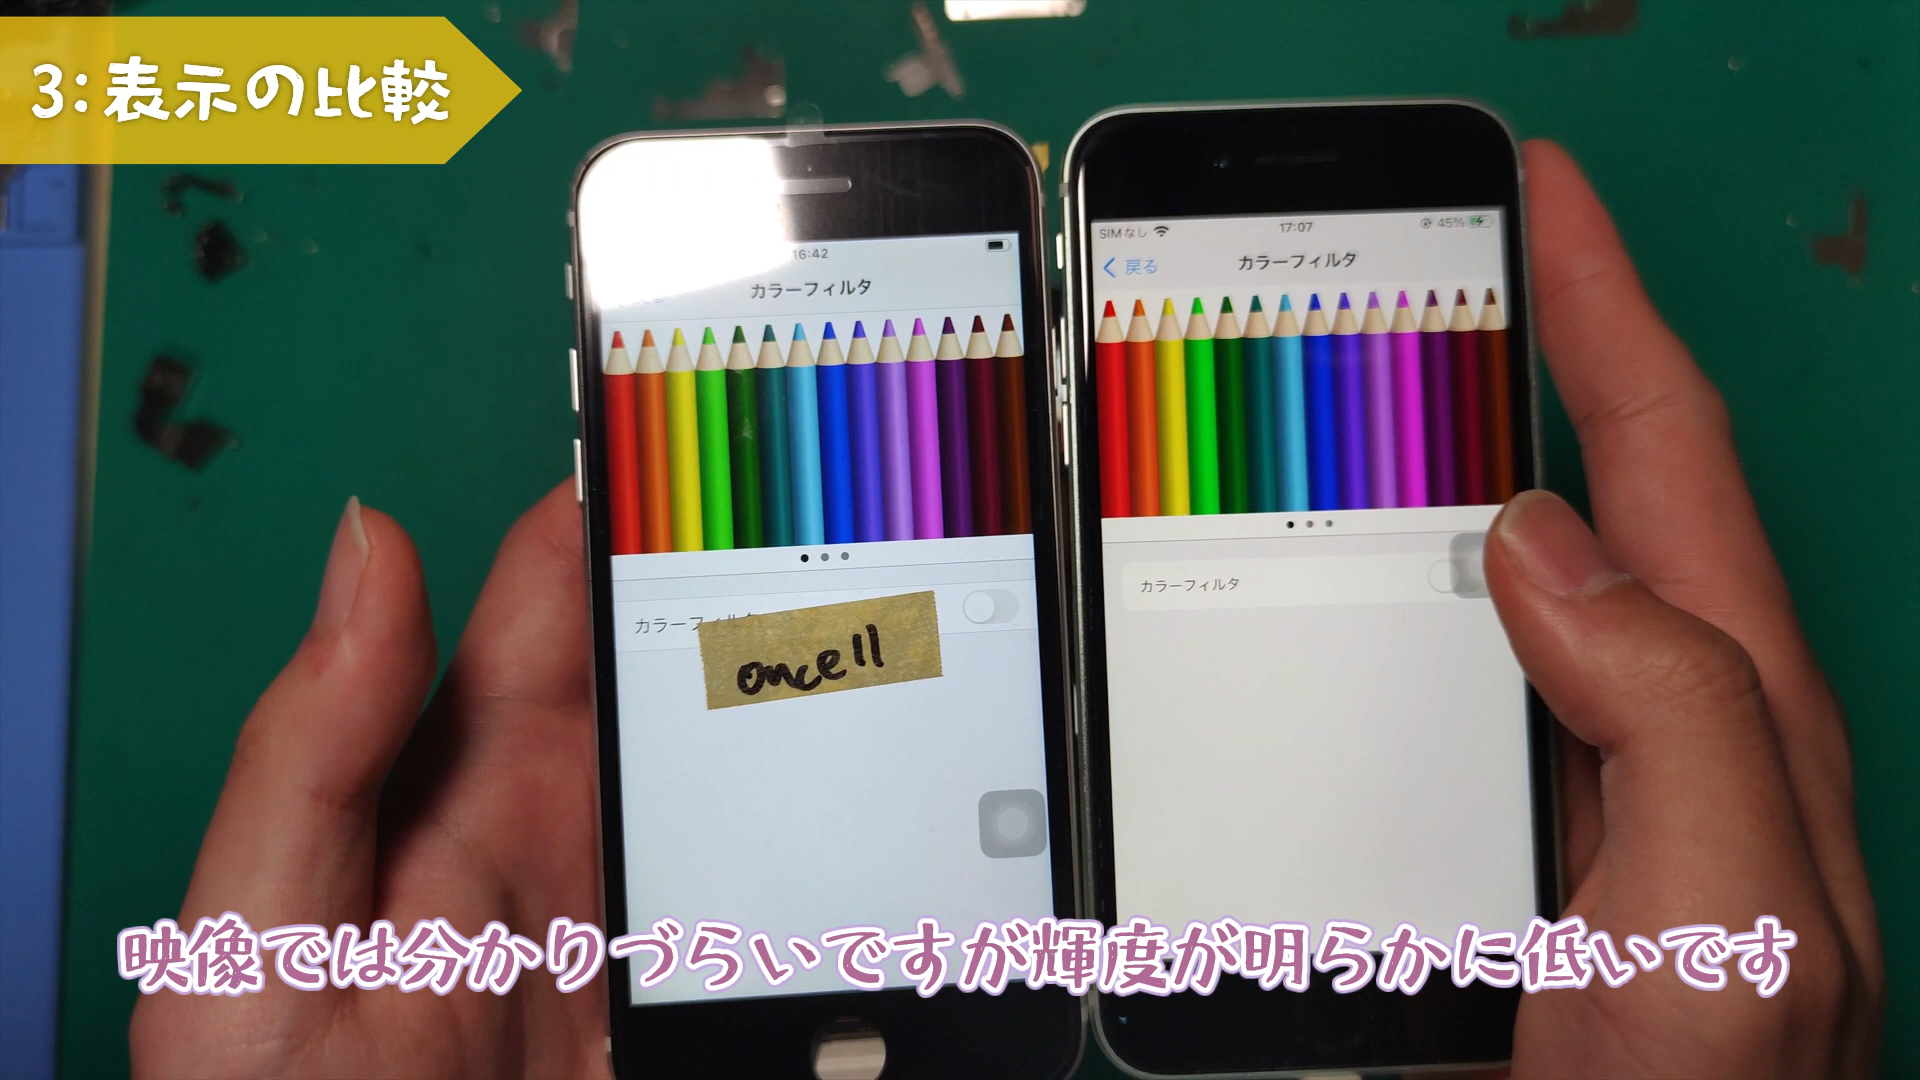 3:表示の比較
16:42
カラーフィルタ
カラーフィルタ
oncell
SIMなし
17:07
45%
戻る
カラーフィルタ
カラーフィルタ
映像では分かりづらいですが輝度が明らかに低いです